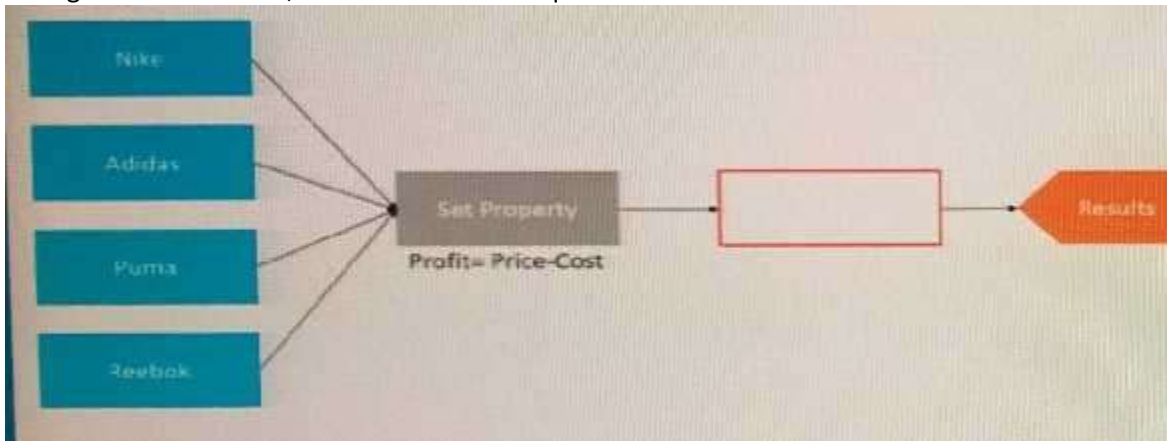 Nike
Adidas
Set Property
Results
Profit= Price-Cost
Puma
Reebok